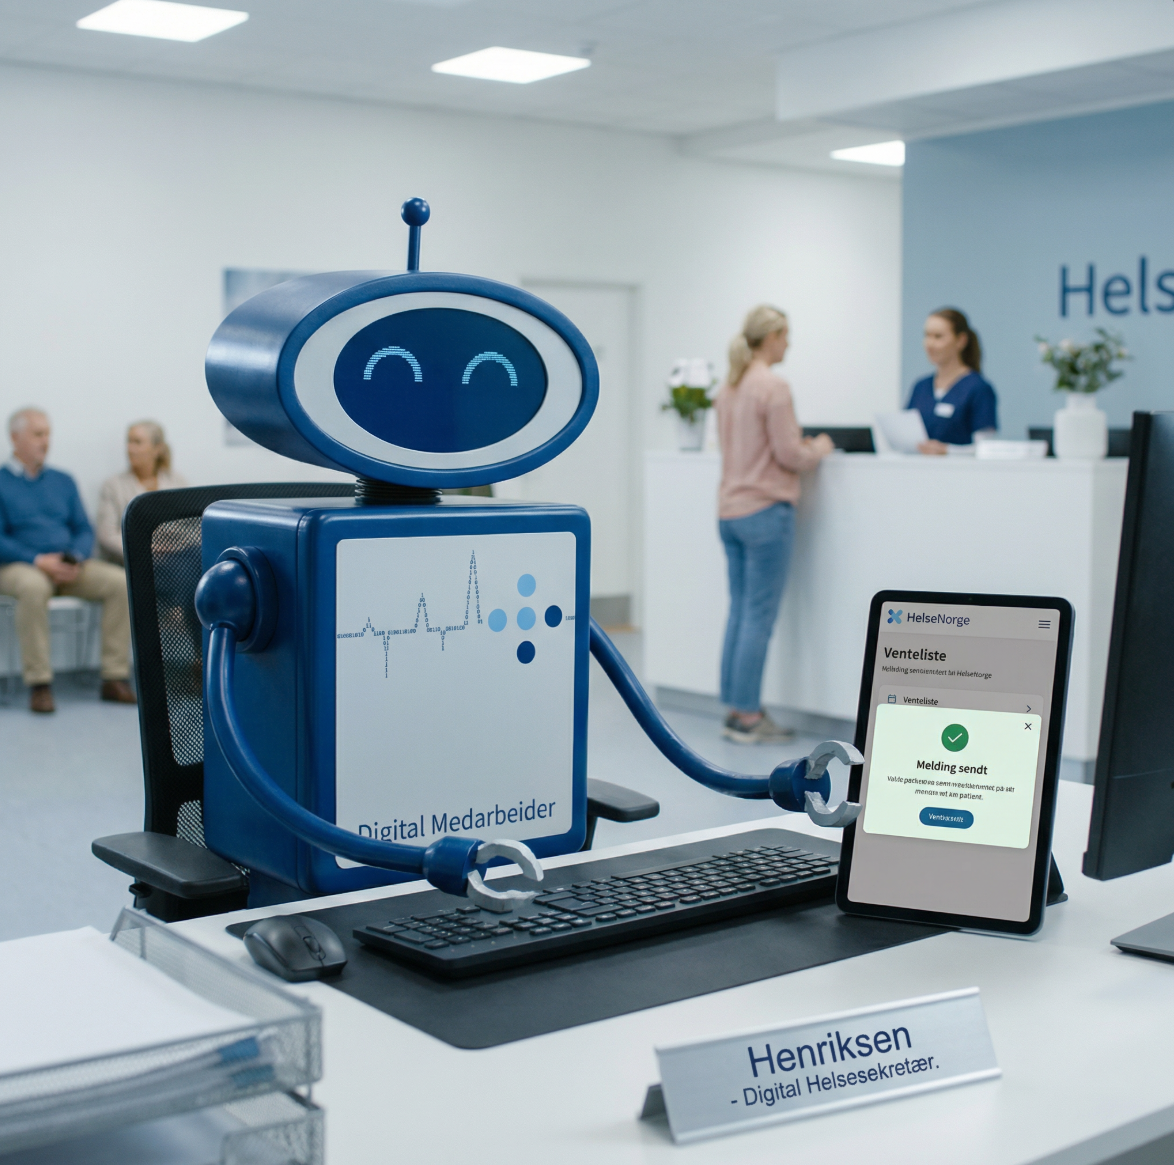 Hels
HelseNorge
Venteliste
Venteliste
Melding sendt
Digital Medarbeider
Henriksen
- Digital Helsesekretær.